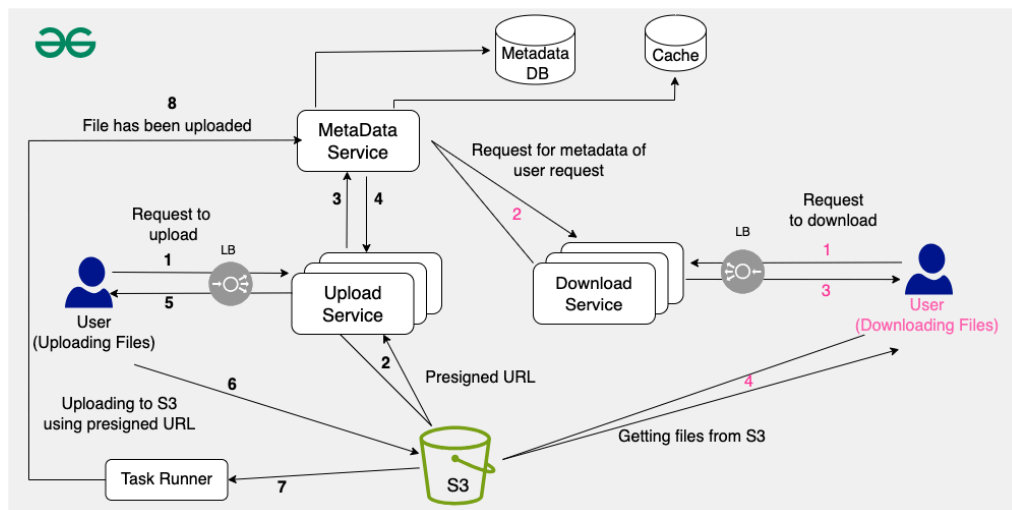 Metadata
DB
Cache
8
File has been uploaded
MetaData
Service
Request for metadata of
user request
3
4
2
Request to
upload
1
LB
5
User
(Uploading Files)
Upload
Service
Download
Service
LB
Request
to download
1
3
User
(Downloading Files)
2
Presigned URL
6
Uploading to S3
using presigned URL
4
Getting files from S3
Task Runner
7
S3